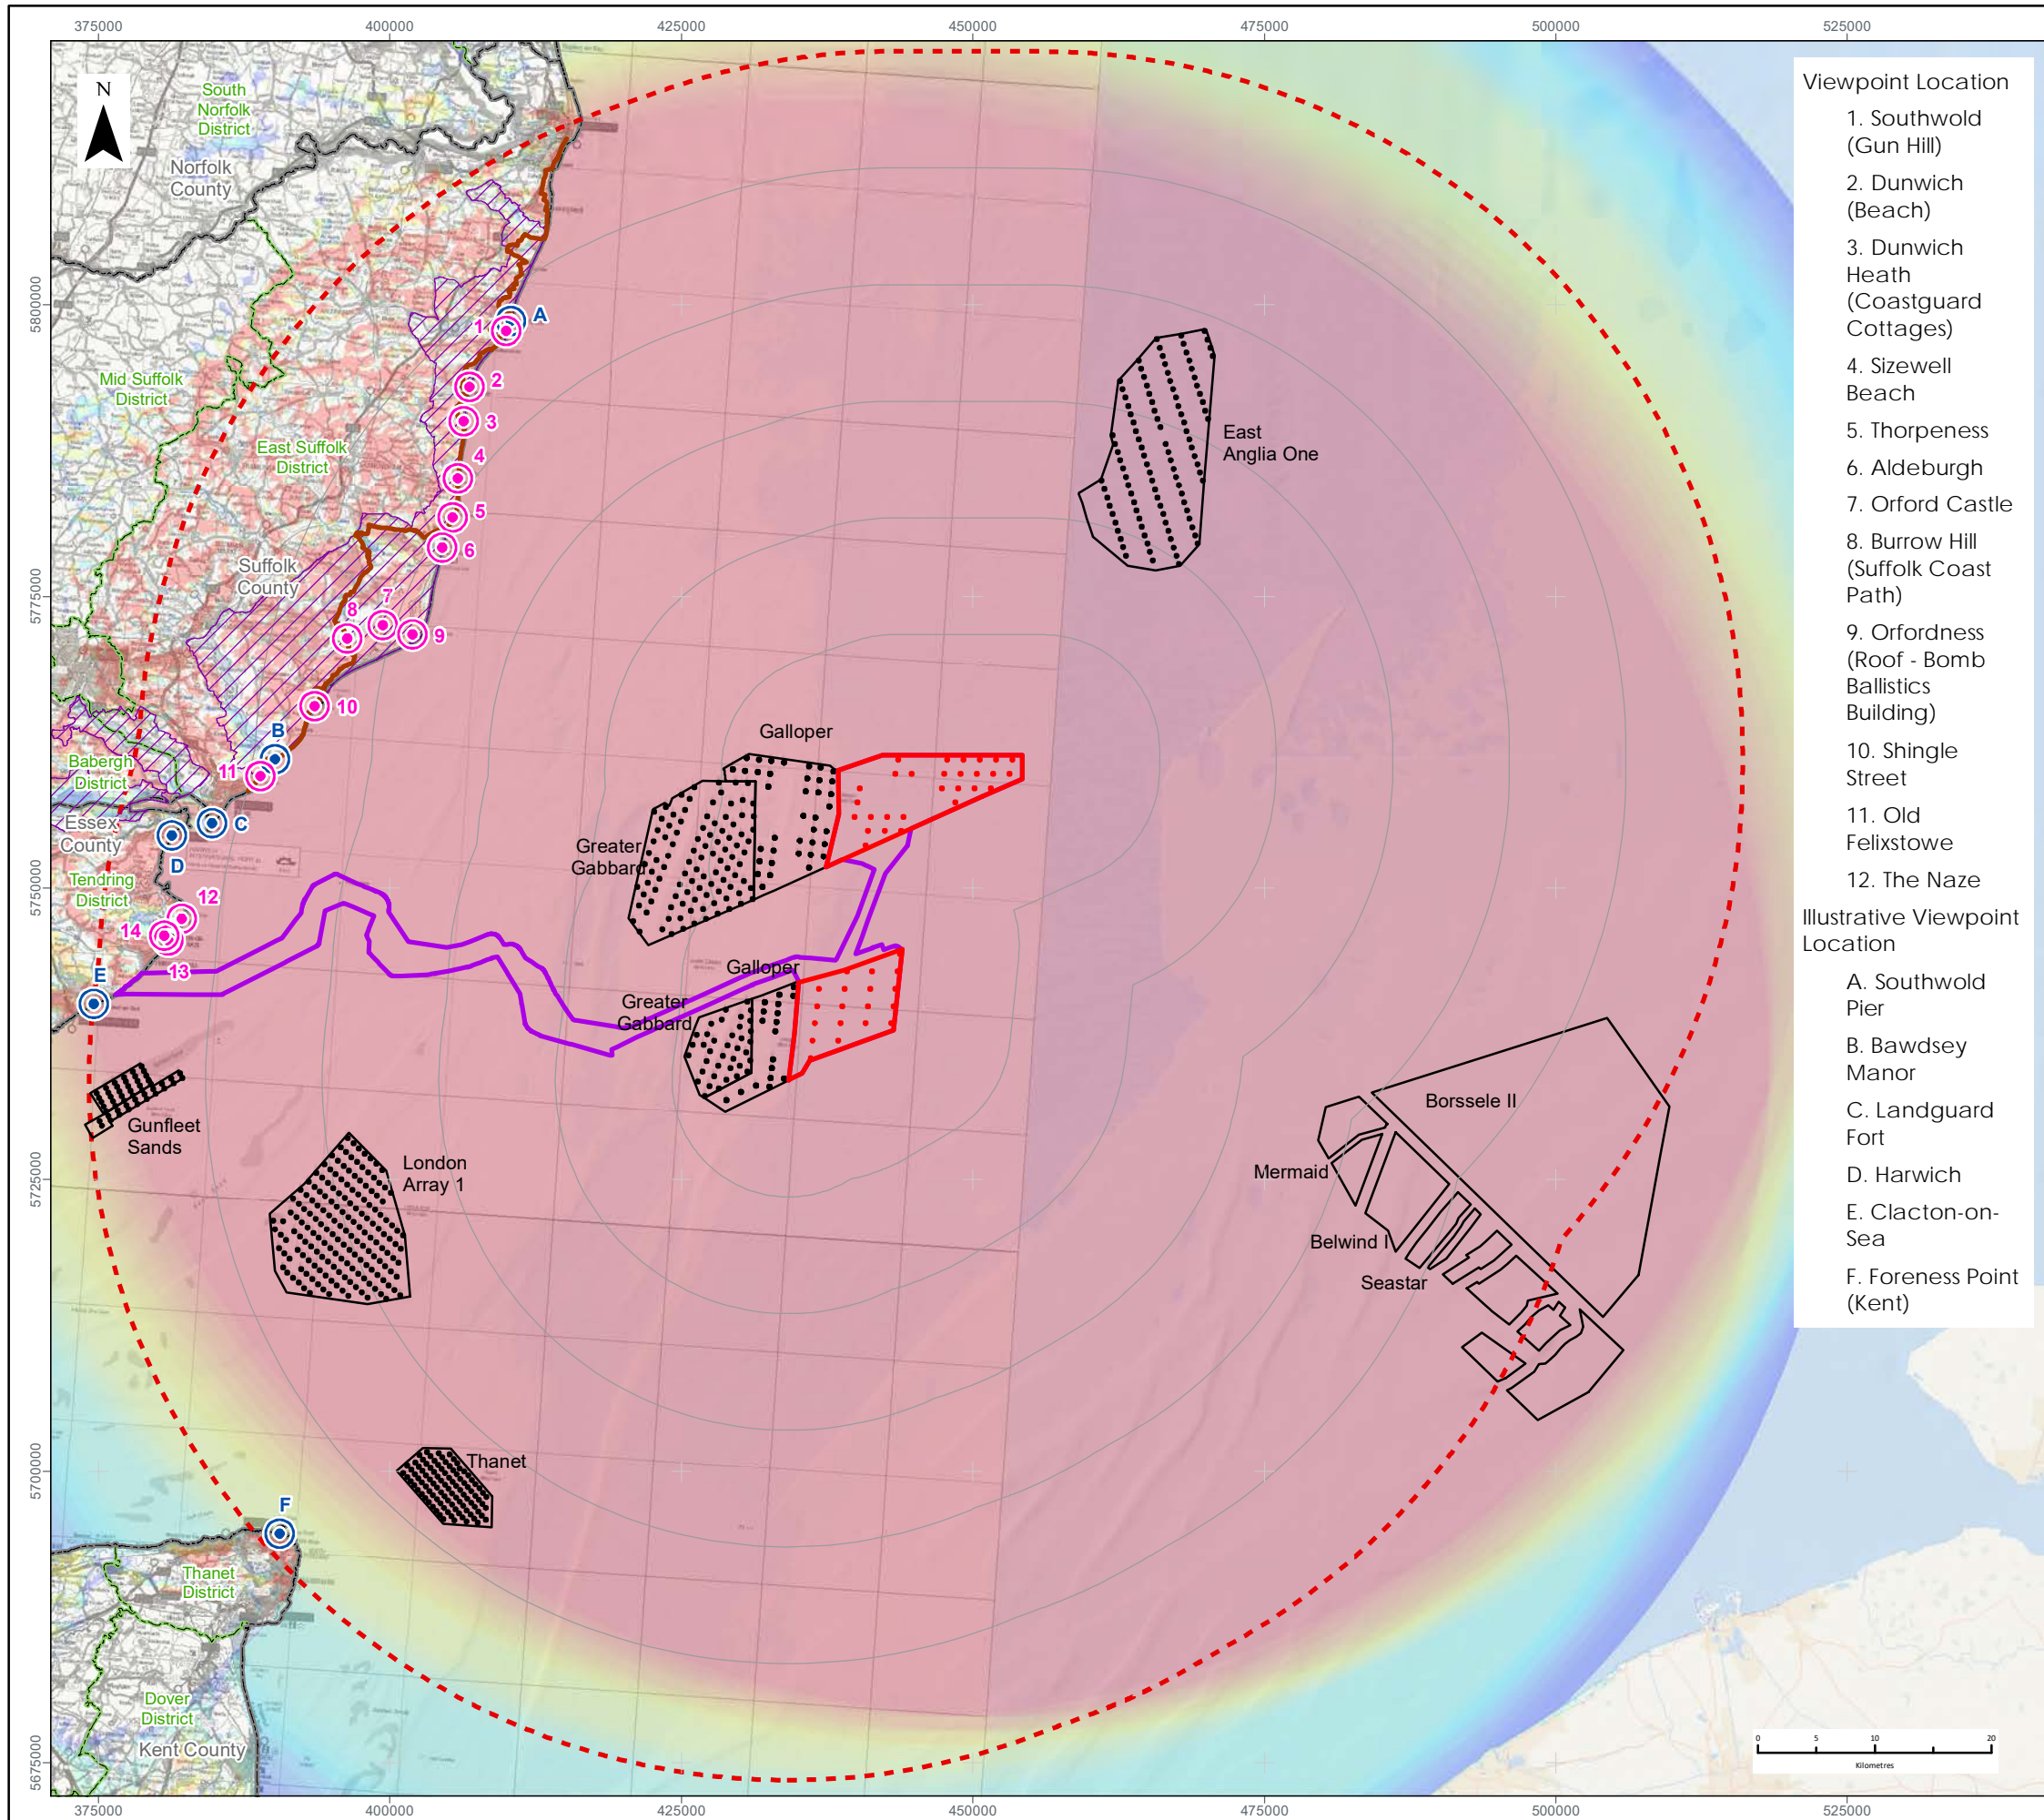 375000 400000 425000 450000 475000 500000 525000
N
South
Norfolk
District
Norfolk
County
Mid Suffolk
District
East Suffolk
District
Suffolk
County
Babergh
District
Essex
County
Tendring
District
A
1
2
3
4
5
6
7
8
9
10
B
11
C
D
12
14
13
E
F
East
Anglia One
Galloper
Greater
Gabbard
Galloper
Greater
Gabbard
Gunfleet
Sands
London
Array 1
Thanet
Borssele II
Mermaid
Belwind I
Seastar
Thanet
District
Dover
District
Kent County
5800000
5775000
5750000
5725000
5700000
5675000
Viewpoint Location
1. Southwold
(Gun Hill)
2. Dunwich
(Beach)
3. Dunwich
Heath
(Coastguard
Cottages)
4. Sizewell
Beach
5. Thorpeness
6. Aldeburgh
7. Orford Castle
8. Burrow Hill
(Suffolk Coast
Path)
9. Orfordness
(Roof - Bomb
Ballistics
Building)
10. Shingle
Street
11. Old
Felixstowe
12. The Naze
Illustrative Viewpoint
Location
A. Southwold
Pier
B. Bawdsey
Manor
C. Landguard
Fort
D. Harwich
E. Clacton-on-
Sea
F. Foreness Point
(Kent)
0 5 10 20
Kilometres
375000 400000 425000 450000 475000 500000 525000